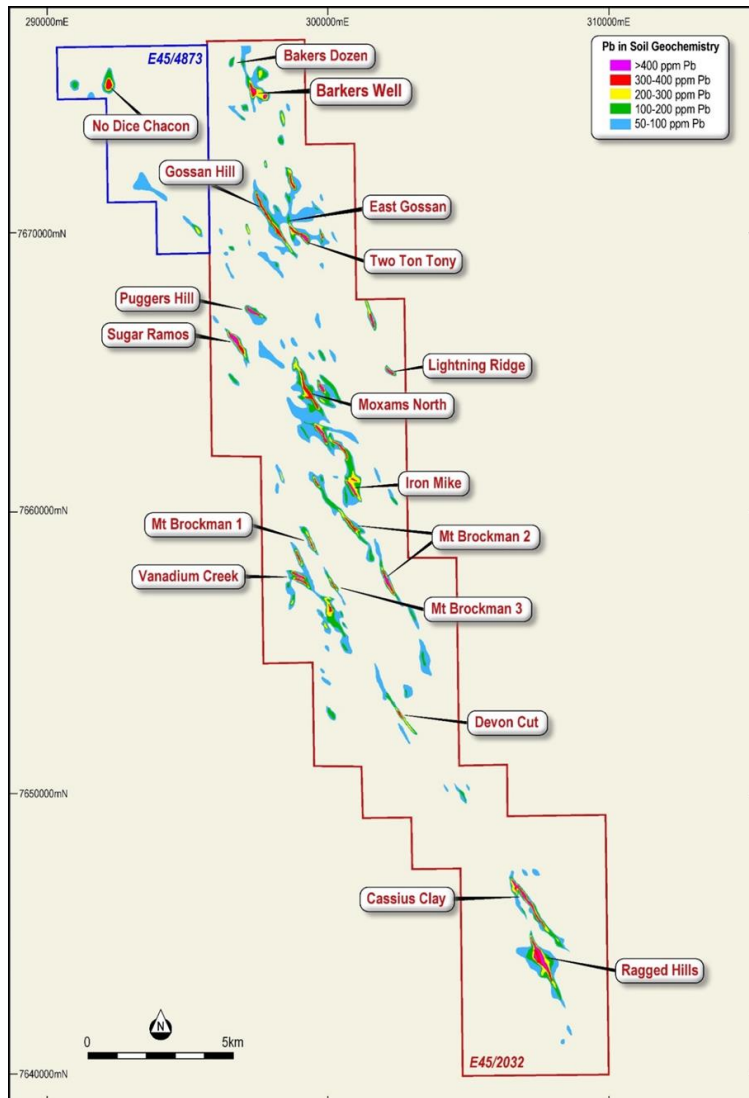 290000mE
300000mE
310000mE
E45/4873
Pb in Soil Geochemistry
>400 ppm Pb
300-400 ppm Pb
200-300 ppm Pb
100-200 ppm Pb
50-100 ppm Pb
Bakers Dozen
Barkers Well
No Dice Chacon
Gossan Hill
East Gossan
7670000mN
Two Ton Tony
Puggers Hill
Sugar Ramos
Lightning Ridge
Moxams North
Iron Mike
7660000mN
Mt Brockman 1
Mt Brockman 2
Vanadium Creek
Mt Brockman 3
Devon Cut
7650000mN
Cassius Clay
Ragged Hills
N
0
5km
E45/2032
7640000mN